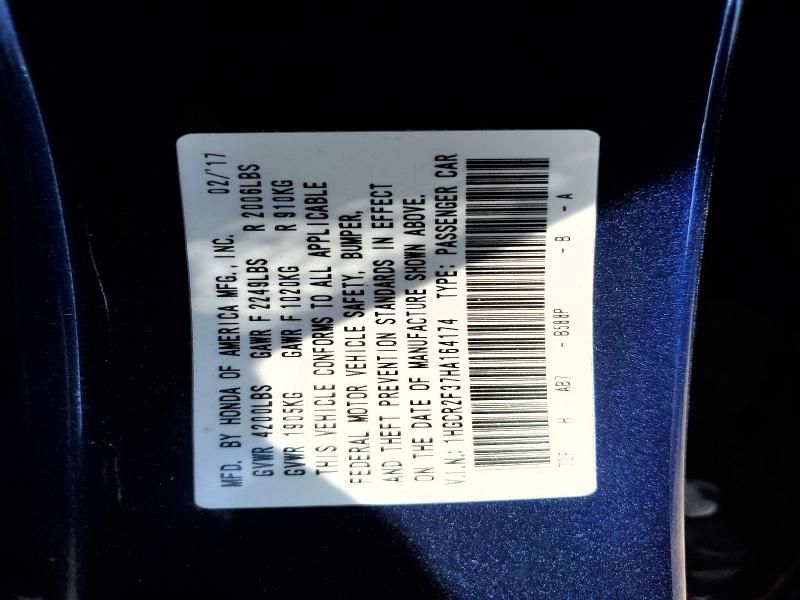 MFD. BY HONDA OF AMERICA MFG., INC. 02/'17
GVWR 4200LBS GAWR F 2249LBS R 2006LBS
GVWR 1905KG GAWR F 1020KG R 910KG
THIS VEHICLE CONFORMS TO ALL APPLICABLE
FEDERAL MOTOR VEHICLE SAFETY, BUMPER,
AND THEFT PREVENTION STANDARDS IN EFFECT
ON THE DATE OF MANUFACTURE SHOWN ABOVE.
V.I.N.: 1HGCR2F37HA164174 TYPE: PASSENGER CAR
H AB7 - B588P - B - A